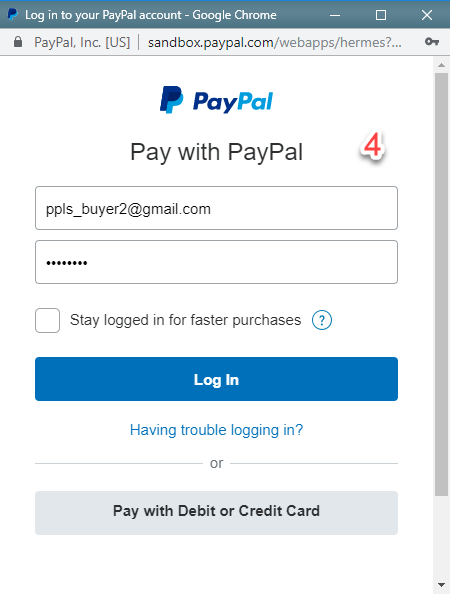 Log in to your PayPal account - Google Chrome
PayPal, Inc. [US] | sandbox.paypal.com/webapps/hermes?...
PayPal
Pay with PayPal
4
ppls_buyer2@gmail.com
••••••••
Stay logged in for faster purchases ?
Log In
Having trouble logging in?
or
Pay with Debit or Credit Card